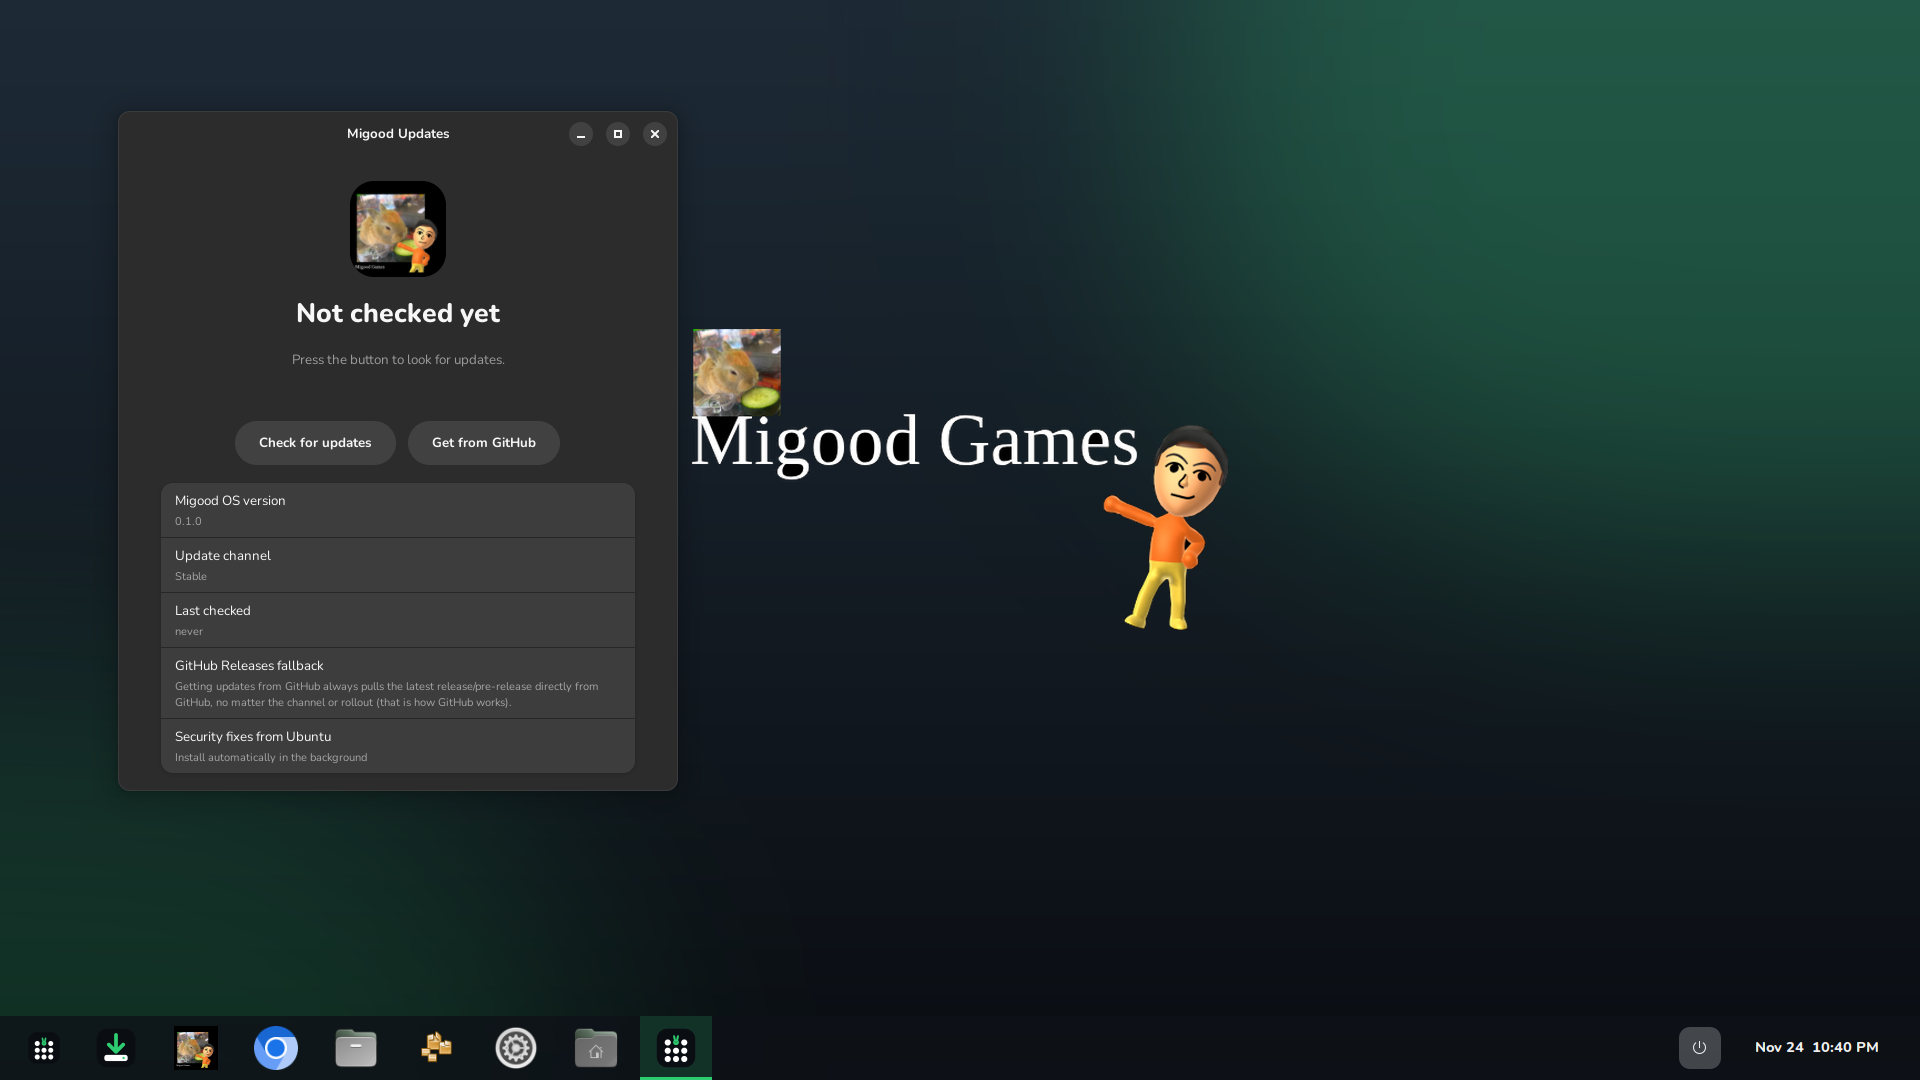 Migood Updates
Migood Games
Not checked yet
Press the button to look for updates.
Check for updates
Get from GitHub
Migood OS version
0.1.0
Update channel
Stable
Last checked
never
GitHub Releases fallback
Getting updates from GitHub always pulls the latest release/pre-release directly from
GitHub, no matter the channel or rollout (that is how GitHub works).
Security fixes from Ubuntu
Install automatically in the background
Migood Games
Nov 24 10:40 PM